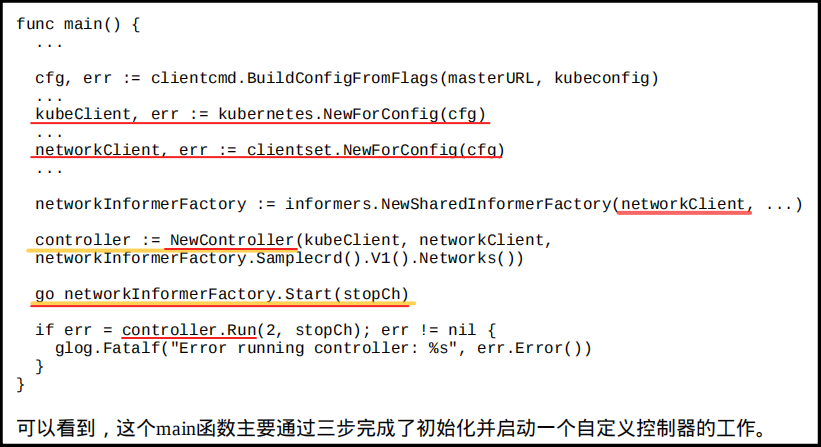 func main() {
...
cfg, err := clientcmd.BuildConfigFromFlags(masterURL, kubeconfig)
...
kubeClient, err := kubernetes.NewForConfig(cfg)
...
networkClient, err := clientset.NewForConfig(cfg)
...
networkInformerFactory := informers.NewSharedInformerFactory(networkClient, ...)
controller := NewController(kubeClient, networkClient,
networkInformerFactory.Samplecrd().V1().Networks())
go networkInformerFactory.Start(stopCh)
if err = controller.Run(2, stopCh); err != nil {
glog.Fatalf("Error running controller: %s", err.Error())
}
}
可以看到，这个main函数主要通过三步完成了初始化并启动一个自定义控制器的工作。